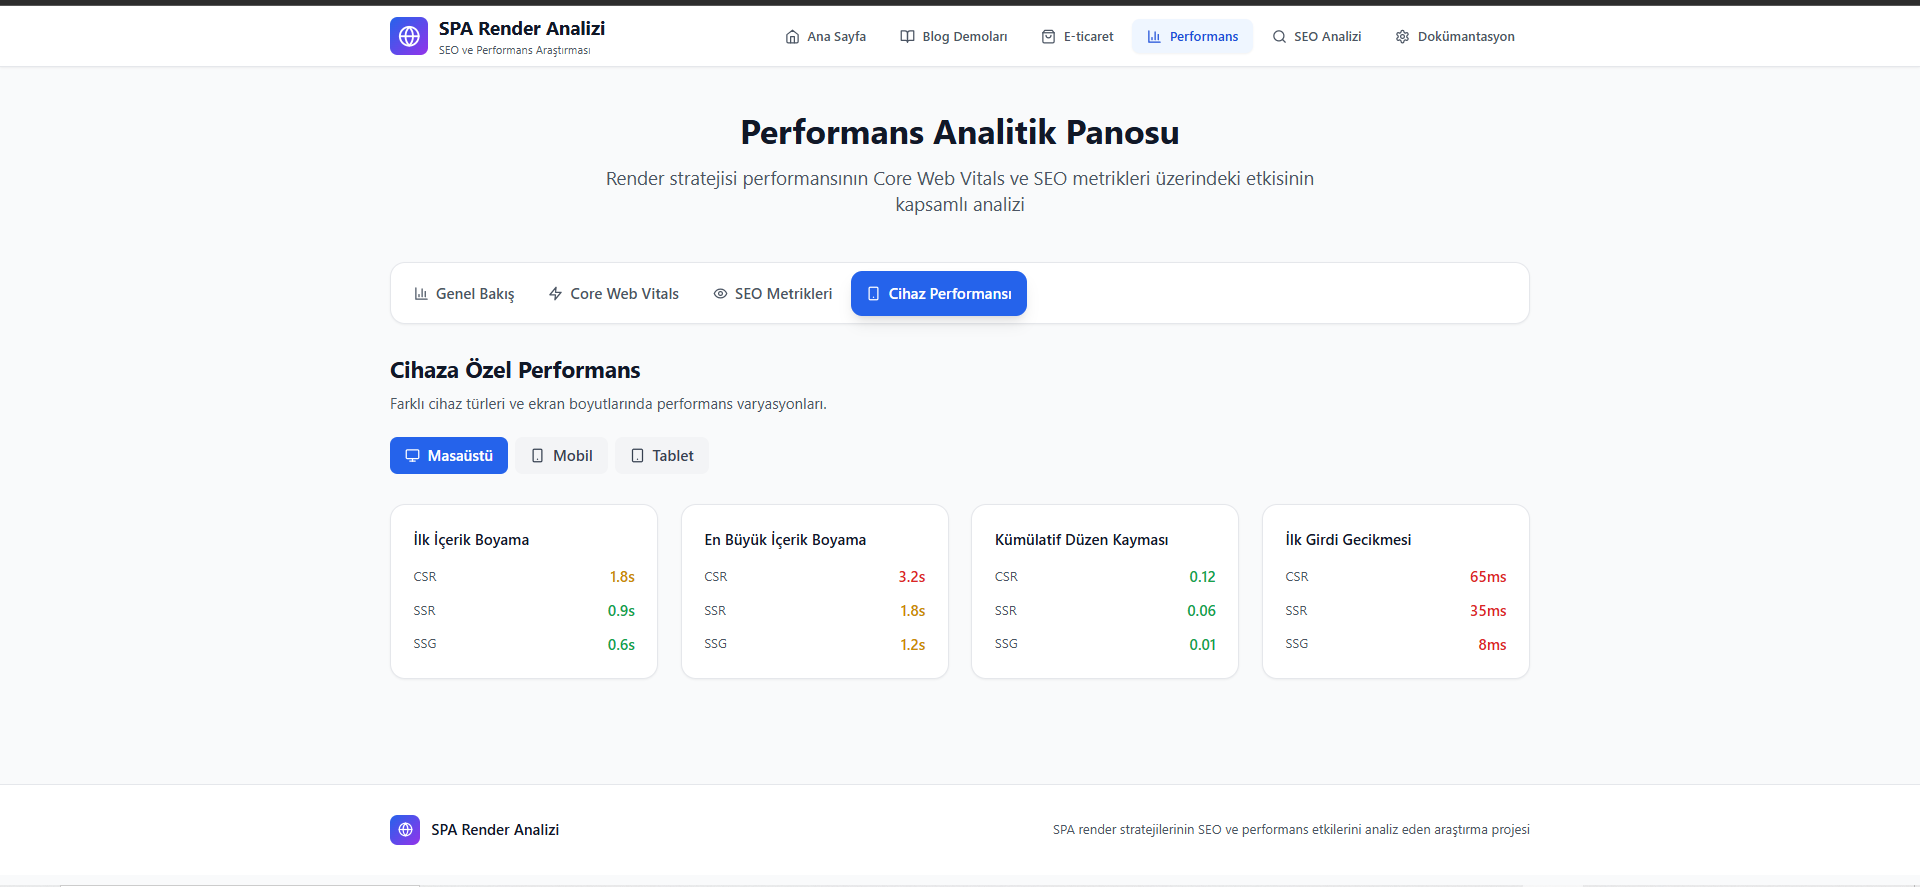 SPA Render Analizi
SEO ve Performans Araştırması
Ana Sayfa
Blog Demoları
E-ticaret
Performans
SEO Analizi
Dokümantasyon
Performans Analitik Panosu
Render stratejisi performansının Core Web Vitals ve SEO metrikleri üzerindeki etkisinin
kapsamlı analizi
Genel Bakış
Core Web Vitals
SEO Metrikleri
Cihaz Performansı
Cihaza Özel Performans
Farklı cihaz türleri ve ekran boyutlarında performans varyasyonları.
Masaüstü
Mobil
Tablet
İlk İçerik Boyama
CSR 1.8s
SSR 0.9s
SSG 0.6s
En Büyük İçerik Boyama
CSR 3.2s
SSR 1.8s
SSG 1.2s
Kümülatif Düzen Kayması
CSR 0.12
SSR 0.06
SSG 0.01
İlk Girdi Gecikmesi
CSR 65ms
SSR 35ms
SSG 8ms
SPA Render Analizi
SPA render stratejilerinin SEO ve performans etkilerini analiz eden araştırma projesi